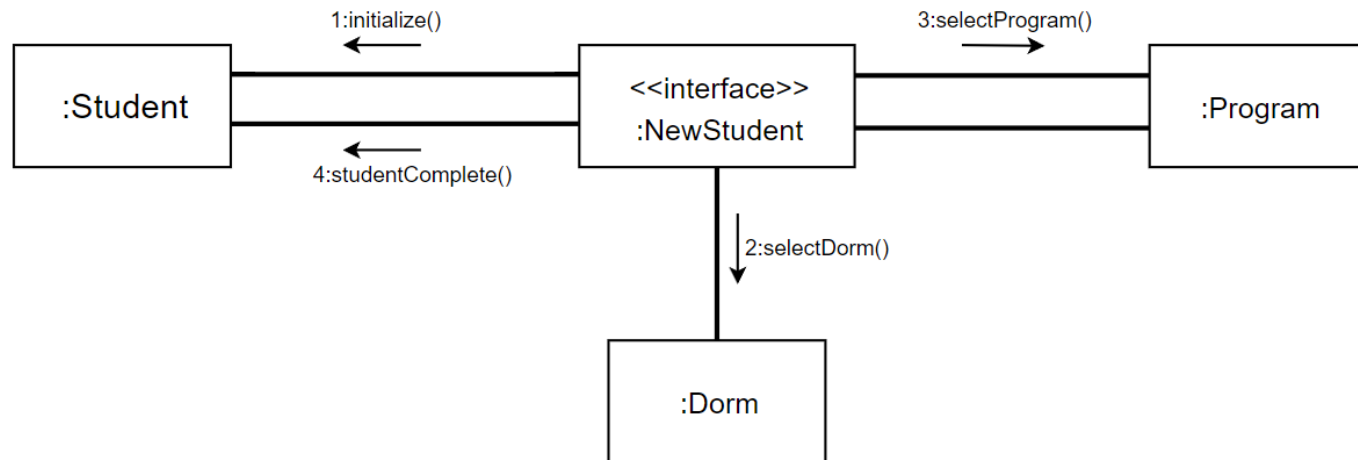 1:initialize()
3:selectProgram()
:Student
<<interface>>
:NewStudent
:Program
4:studentComplete()
2:selectDorm()
:Dorm